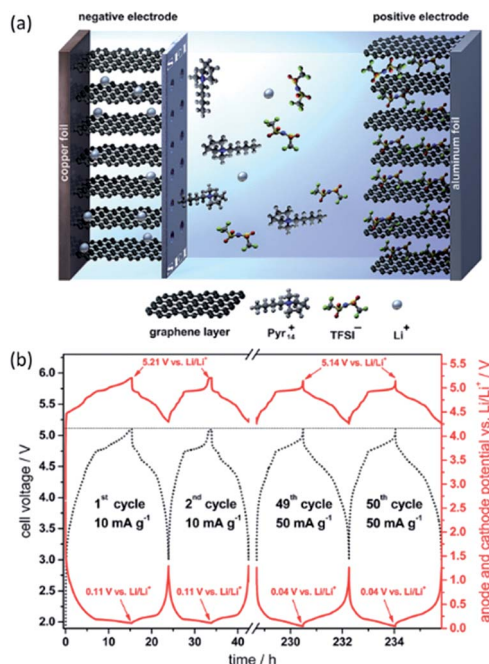 (a)
negative electrode
positive electrode
copper foil
aluminum foil
graphene layer
Pyr₁₄⁺
TFSI⁻
Li⁺
(b)
6.0
5.5
5.0
4.5
4.0
3.5
3.0
2.5
2.0
cell voltage / V
5.21 V vs. Li/Li⁺
5.14 V vs. Li/Li⁺
1ˢᵗ cycle
10 mA g⁻¹
2ⁿᵈ cycle
10 mA g⁻¹
49ᵗʰ cycle
50 mA g⁻¹
50ᵗʰ cycle
50 mA g⁻¹
0.11 V vs. Li/Li⁺
0.11 V vs. Li/Li⁺
0.04 V vs. Li/Li⁺
0.04 V vs. Li/Li⁺
5.5
5.0
4.5
4.0
3.5
3.0
2.5
2.0
1.5
1.0
0.5
0.0
anode and cathode potential vs. Li/Li⁺ / V
0
10
20
30
40
230
232
234
time / h